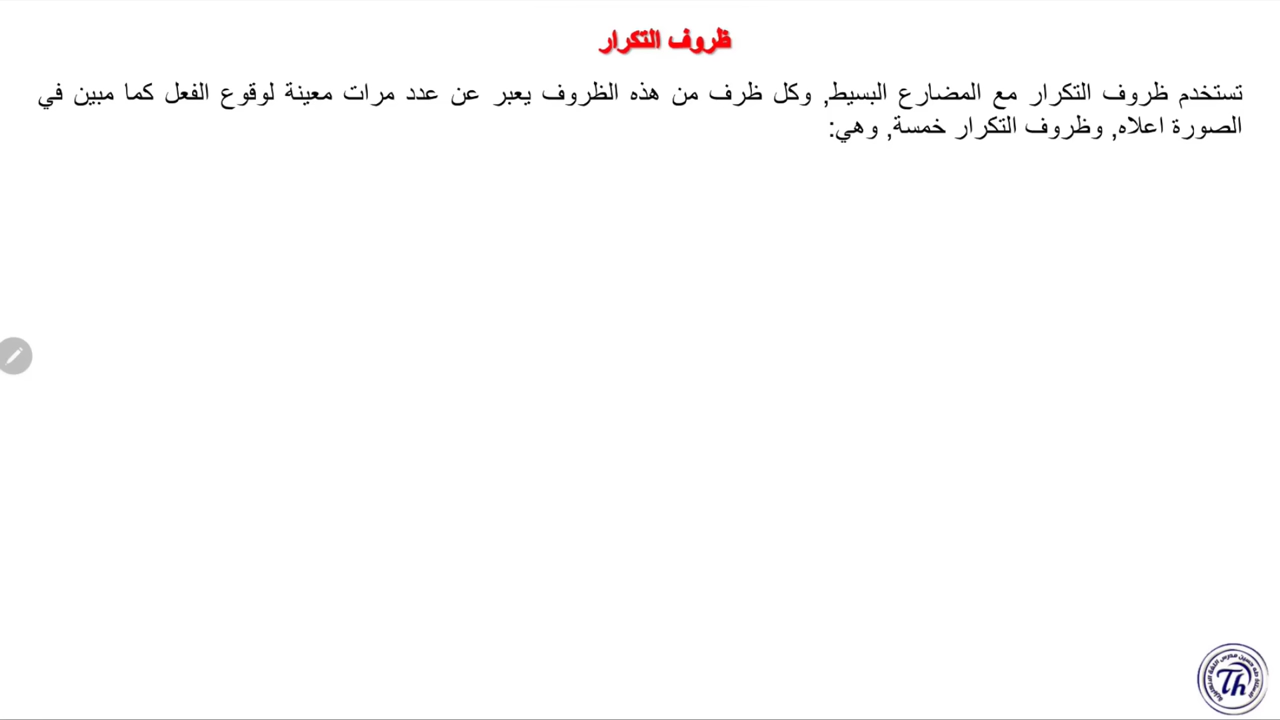 ظروف التكرار
تستخدم ظروف التكرار مع المضارع البسيط, وكل ظرف من هذه الظروف يعبر عن عدد مرات معينة لوقوع الفعل كما مبين في
الصورة اعلاه, وظروف التكرار خمسة, وهي:
Th